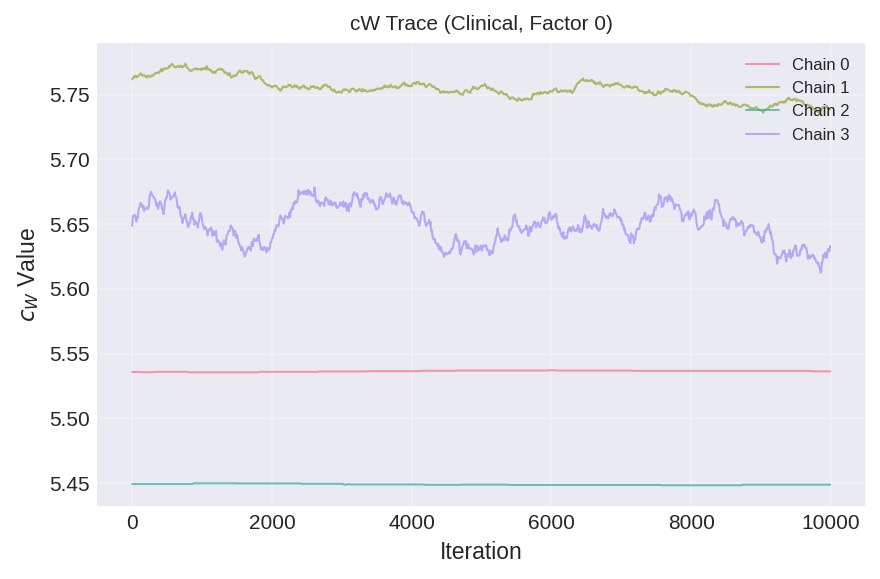 cW Trace (Clinical, Factor 0)
Chain 0
Chain 1
Chain 2
Chain 3
5.75
5.70
5.65
5.60
5.55
5.50
5.45
c_W Value
0 2000 4000 6000 8000 10000
Iteration